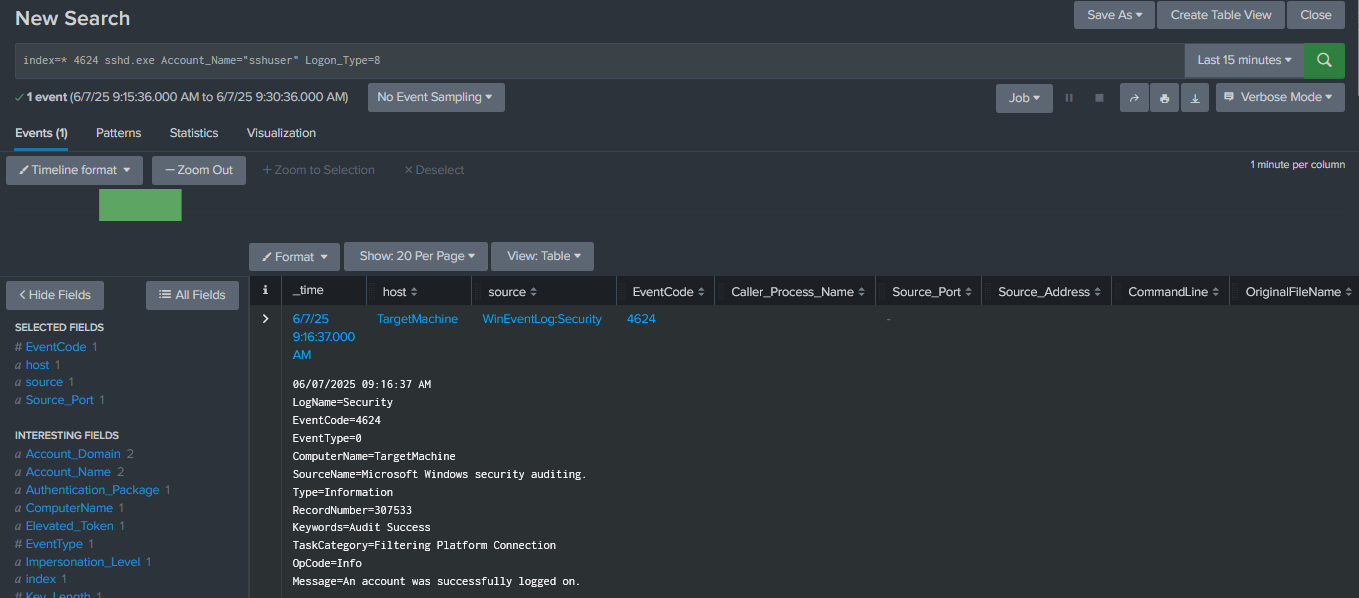 New Search
Save As
Create Table View
Close
index=* 4624 sshd.exe Account_Name="sshuser" Logon_Type=8
Last 15 minutes
1 event (6/7/25 9:15:36.000 AM to 6/7/25 9:30:36.000 AM)
No Event Sampling
Job
Verbose Mode
Events (1)
Patterns
Statistics
Visualization
Timeline format
— Zoom Out
+ Zoom to Selection
× Deselect
1 minute per column
Format
Show: 20 Per Page
View: Table
< Hide Fields
All Fields
i
_time
host
source
EventCode
Caller_Process_Name
Source_Port
Source_Address
CommandLine
OriginalFileName
SELECTED FIELDS
# EventCode 1
a host 1
a source 1
a Source_Port 1
INTERESTING FIELDS
a Account_Domain 2
a Account_Name 2
a Authentication_Package 1
a ComputerName 1
a Elevated_Token 1
# EventType 1
a Impersonation_Level 1
a index 1
# Key_Length 1
> 6/7/25 TargetMachine WinEventLog:Security 4624 -
9:16:37.000
AM
06/07/2025 09:16:37 AM
LogName=Security
EventCode=4624
EventType=0
ComputerName=TargetMachine
SourceName=Microsoft Windows security auditing.
Type=Information
RecordNumber=307533
Keywords=Audit Success
TaskCategory=Filtering Platform Connection
OpCode=Info
Message=An account was successfully logged on.